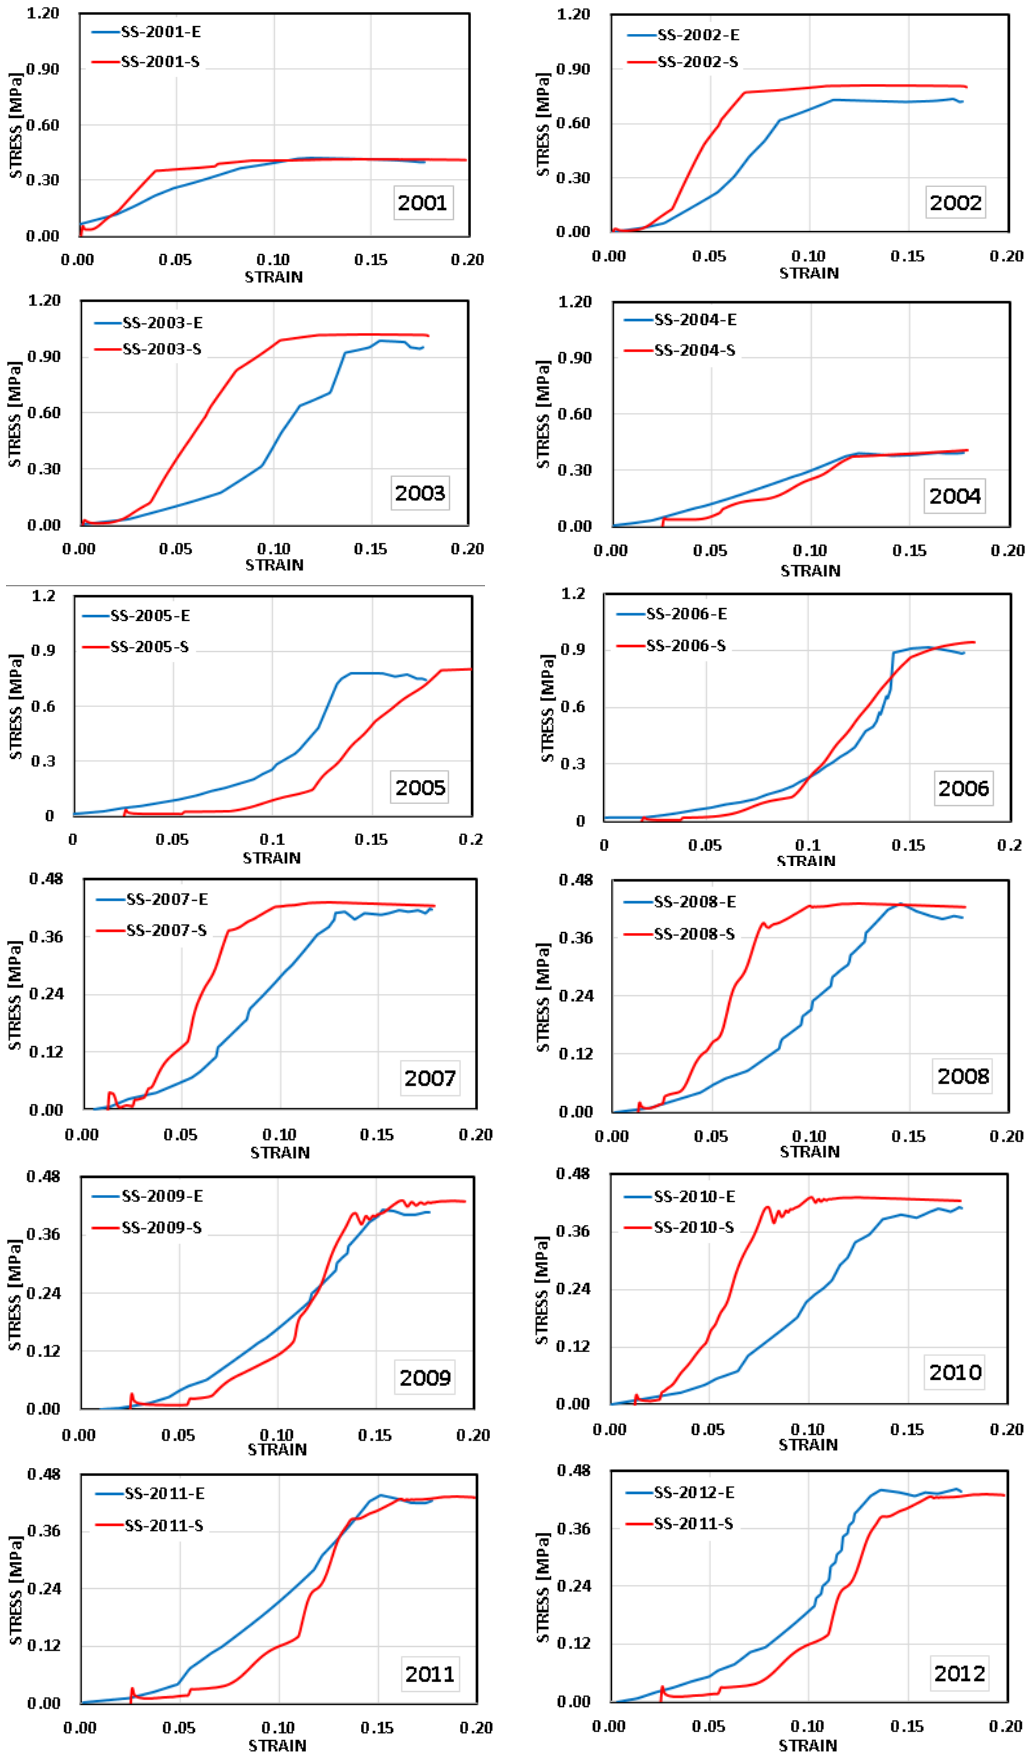 1.20
0.90
0.60
0.30
0.00
STRESS [MPa]
SS-2001-E
SS-2001-S
2001
0.00 0.05 0.10 0.15 0.20
STRAIN
1.20
0.90
0.60
0.30
0.00
STRESS [MPa]
SS-2002-E
SS-2002-S
2002
0.00 0.05 0.10 0.15 0.20
STRAIN
1.20
0.90
0.60
0.30
0.00
STRESS [MPa]
SS-2003-E
SS-2003-S
2003
0.00 0.05 0.10 0.15 0.20
STRAIN
1.20
0.90
0.60
0.30
0.00
STRESS [MPa]
SS-2004-E
SS-2004-S
2004
0.00 0.05 0.10 0.15 0.20
STRAIN
1.2
0.9
0.6
0.3
0
STRESS [MPa]
SS-2005-E
SS-2005-S
2005
0 0.05 0.1 0.15 0.2
STRAIN
1.2
0.9
0.6
0.3
0
STRESS [MPa]
SS-2006-E
SS-2006-S
2006
0 0.05 0.1 0.15 0.2
STRAIN
0.48
0.36
0.24
0.12
0.00
STRESS [MPa]
SS-2007-E
SS-2007-S
2007
0.00 0.05 0.10 0.15 0.20
STRAIN
0.48
0.36
0.24
0.12
0.00
STRESS [MPa]
SS-2008-E
SS-2008-S
2008
0.00 0.05 0.10 0.15 0.20
STRAIN
0.48
0.36
0.24
0.12
0.00
STRESS [MPa]
SS-2009-E
SS-2009-S
2009
0.00 0.05 0.10 0.15 0.20
STRAIN
0.48
0.36
0.24
0.12
0.00
STRESS [MPa]
SS-2010-E
SS-2010-S
2010
0.00 0.05 0.10 0.15 0.20
STRAIN
0.48
0.36
0.24
0.12
0.00
STRESS [MPa]
SS-2011-E
SS-2011-S
2011
0.00 0.05 0.10 0.15 0.20
STRAIN
0.48
0.36
0.24
0.12
0.00
STRESS [MPa]
SS-2012-E
SS-2011-S
2012
0.00 0.05 0.10 0.15 0.20
STRAIN